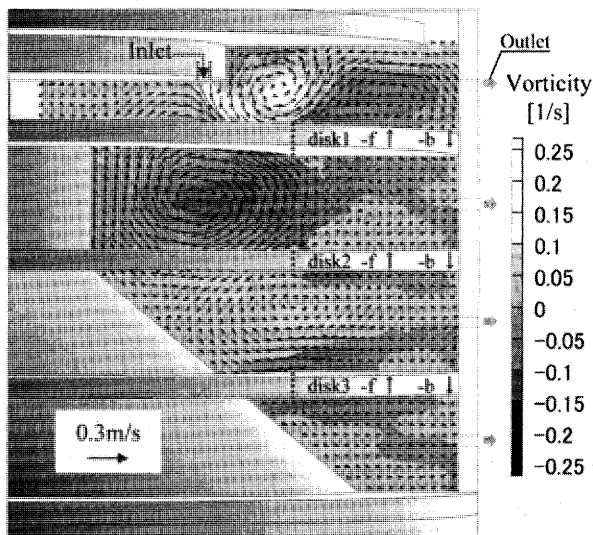 Inlet
Outlet
Vorticity
[1/s]
0.25
0.2
0.15
0.1
0.05
0
-0.05
-0.1
-0.15
-0.2
-0.25
disk1 -f ↑ -b ↓
disk2 -f ↑ -b ↓
disk3 -f ↑ -b ↓
0.3m/s